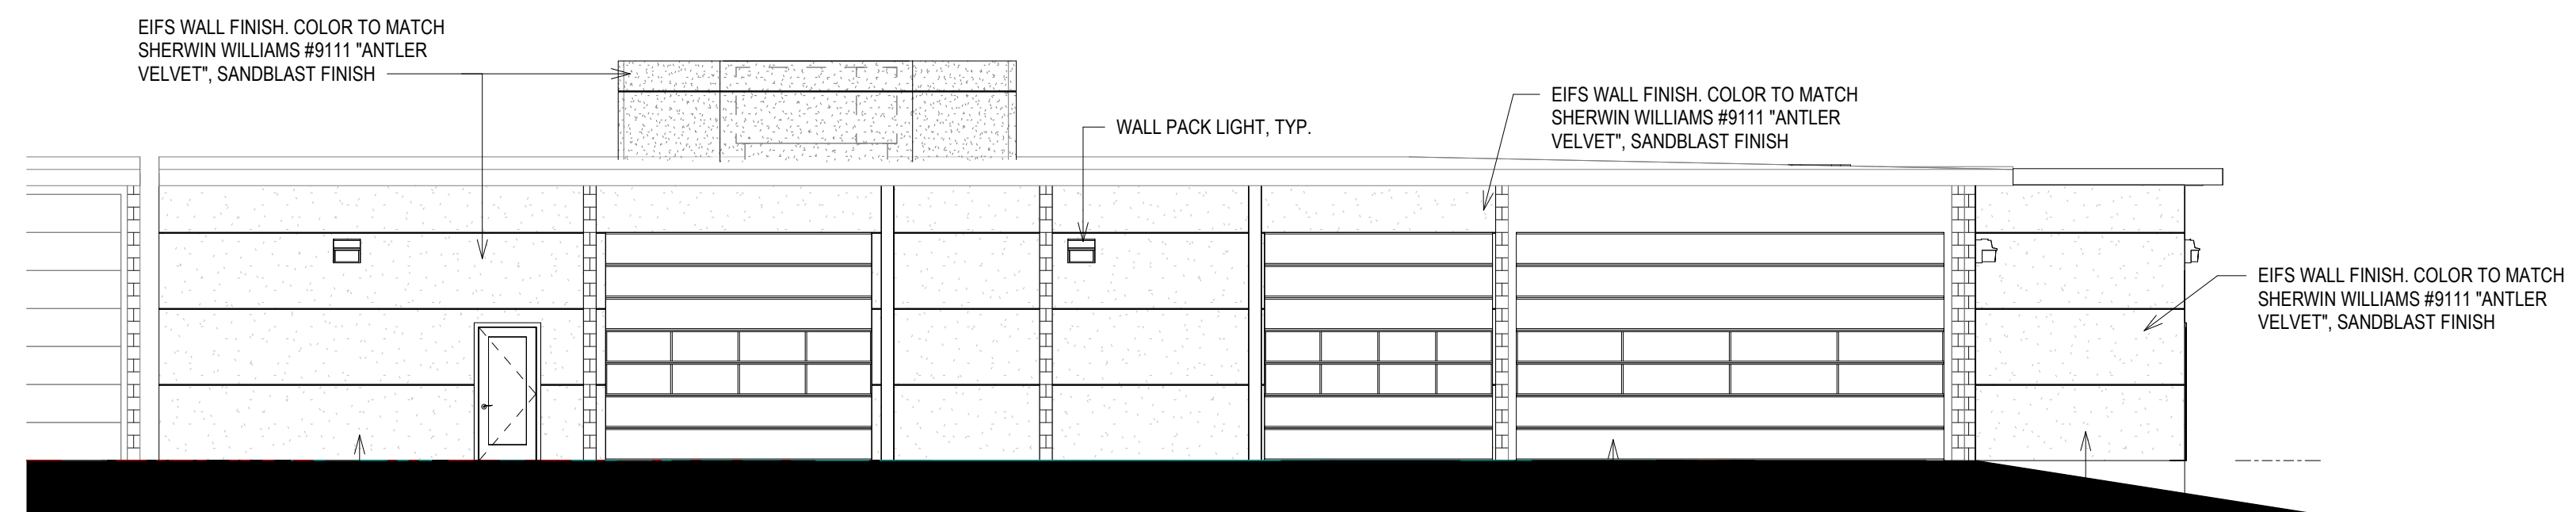 EIFS WALL FINISH. COLOR TO MATCH
SHERWIN WILLIAMS #9111 "ANTLER
VELVET", SANDBLAST FINISH
WALL PACK LIGHT, TYP.
EIFS WALL FINISH. COLOR TO MATCH
SHERWIN WILLIAMS #9111 "ANTLER
VELVET", SANDBLAST FINISH
EIFS WALL FINISH. COLOR TO MATCH
SHERWIN WILLIAMS #9111 "ANTLER
VELVET", SANDBLAST FINISH